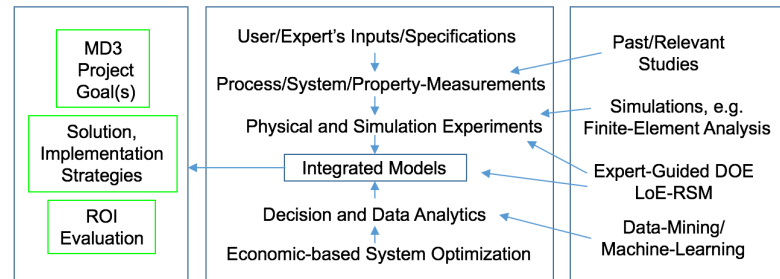 MD3
Project
Goal(s)
Solution,
Implementation
Strategies
ROI
Evaluation
User/Expert's Inputs/Specifications
Process/System/Property-Measurements
Physical and Simulation Experiments
Integrated Models
Decision and Data Analytics
Economic-based System Optimization
Past/Relevant
Studies
Simulations, e.g.
Finite-Element Analysis
Expert-Guided DOE
LoE-RSM
Data-Mining/
Machine-Learning